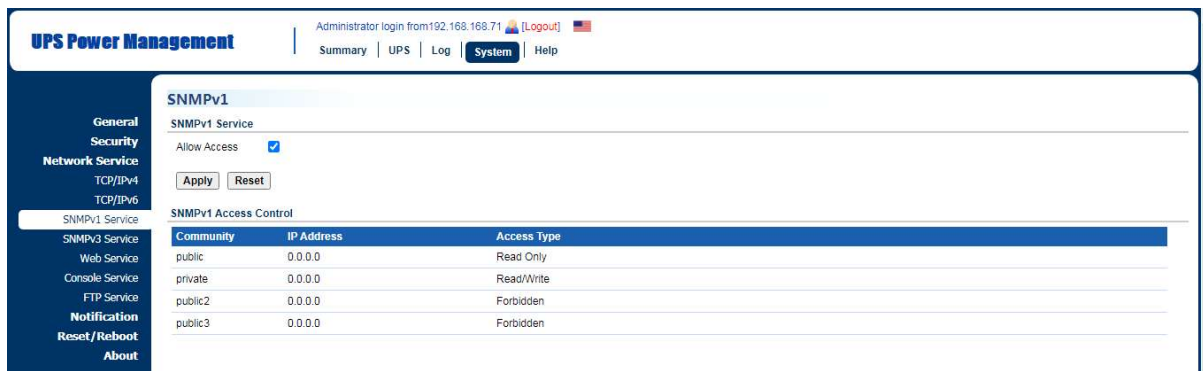 UPS Power Management
Administrator login from192.168.168.71 [Logout]
Summary | UPS | Log | System | Help
General
Security
Network Service
TCP/IPv4
TCP/IPv6
SNMPv1 Service
SNMPv3 Service
Web Service
Console Service
FTP Service
Notification
Reset/Reboot
About
SNMPv1
SNMPv1 Service
Allow Access
Apply Reset
SNMPv1 Access Control
Community IP Address Access Type
public 0.0.0.0 Read Only
private 0.0.0.0 Read/Write
public2 0.0.0.0 Forbidden
public3 0.0.0.0 Forbidden